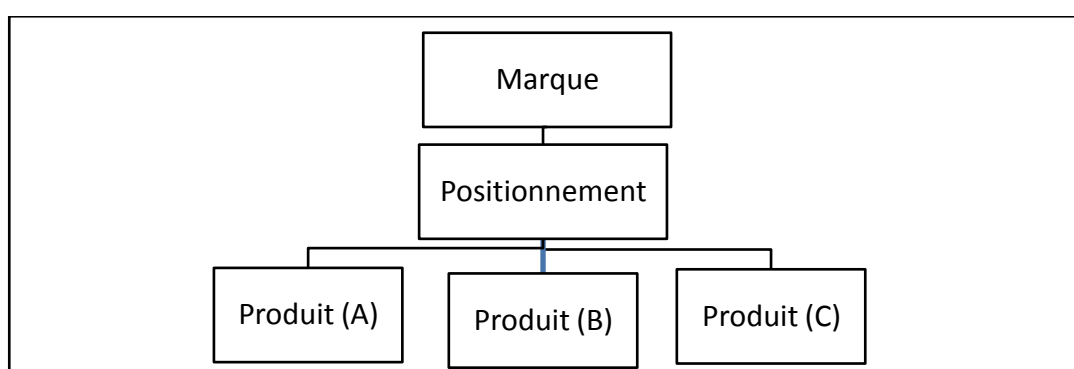 Marque
Positionnement
Produit (A)
Produit (B)
Produit (C)